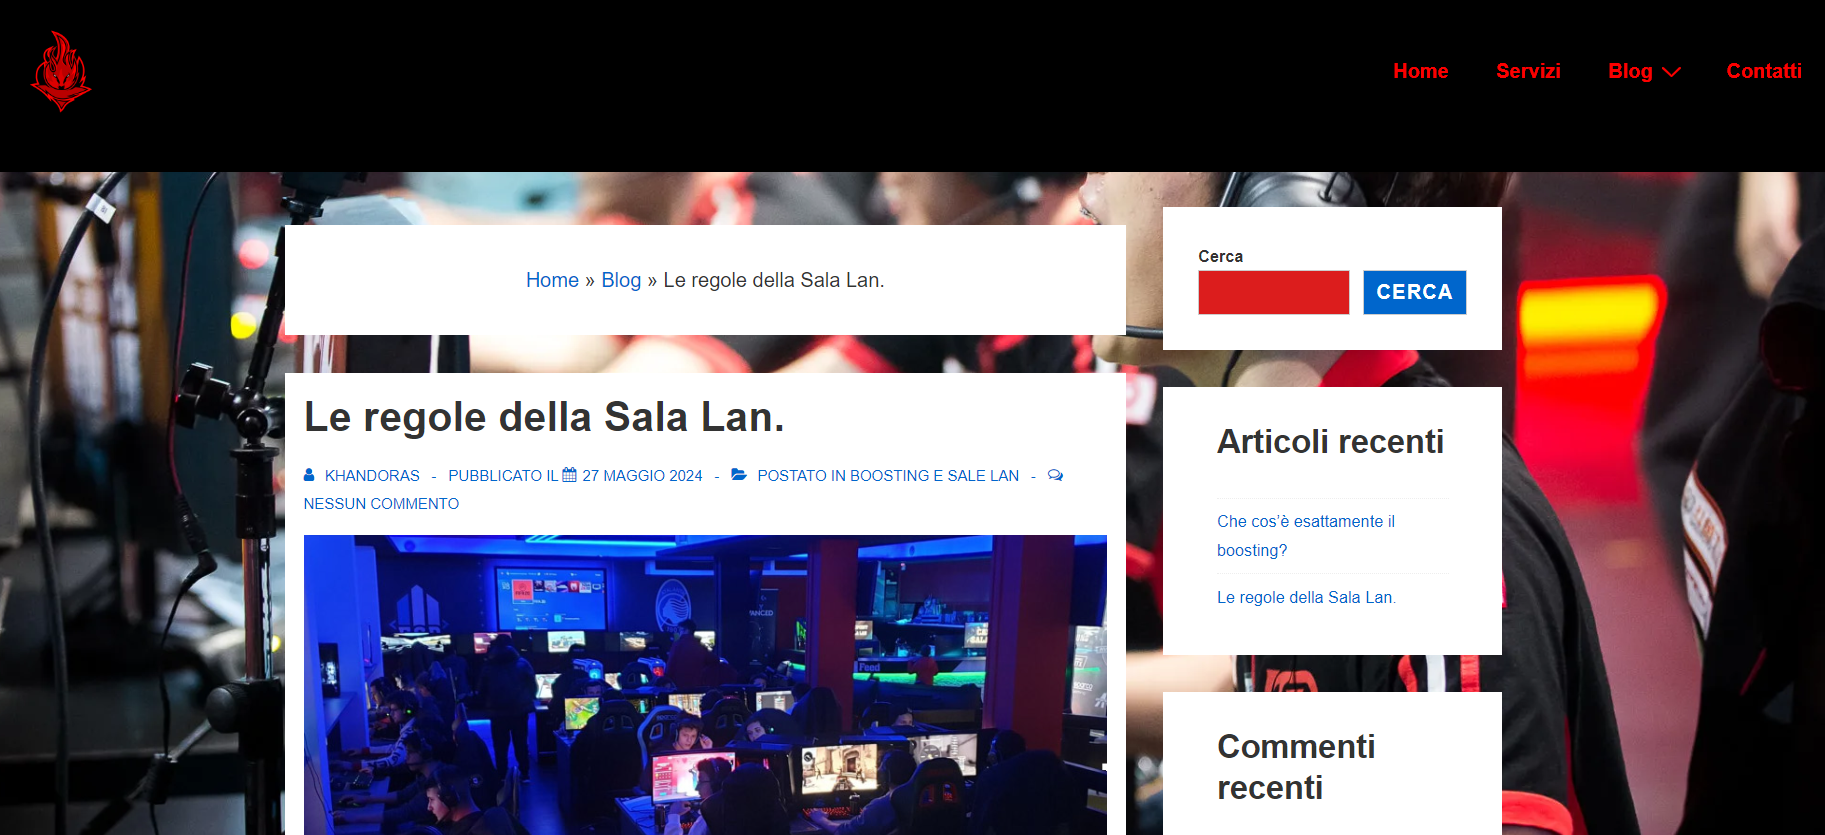 Home Servizi Blog Contatti
Home » Blog » Le regole della Sala Lan.
Le regole della Sala Lan.
KHANDORAS - PUBBLICATO IL 27 MAGGIO 2024 - POSTATO IN BOOSTING E SALE LAN -
NESSUN COMMENTO
Food
Cerca
CERCA
Articoli recenti
Che cos’è esattamente il
boosting?
Le regole della Sala Lan.
Commenti
recenti